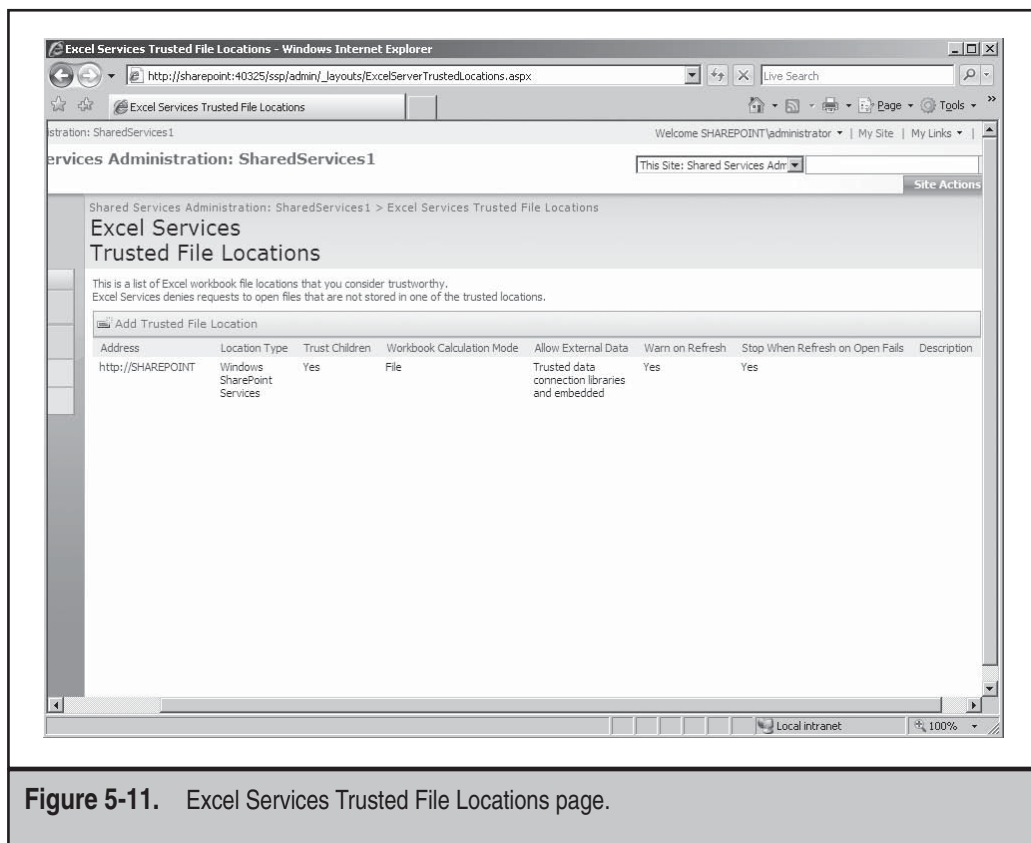 Excel Services Trusted File Locations - Windows Internet Explorer
http://sharepoint:40325/ssp/admin/_layouts/ExcelServerTrustedLocations.aspx
Live Search
Excel Services Trusted File Locations
Page
Tools
istration: SharedServices1
Welcome SHAREPOINT\administrator | My Site | My Links |
ervices Administration: SharedServices1
This Site: Shared Services Adm
Site Actions
Shared Services Administration: SharedServices1 > Excel Services Trusted File Locations
Excel Services
Trusted File Locations
This is a list of Excel workbook file locations that you consider trustworthy.
Excel Services denies requests to open files that are not stored in one of the trusted locations.
Add Trusted File Location
Address Location Type Trust Children Workbook Calculation Mode Allow External Data Warn on Refresh Stop When Refresh on Open Fails Description
http://SHAREPOINT Windows SharePoint Services Yes File Trusted data connection libraries and embedded Yes Yes
Local intranet
100%
Figure 5-11. Excel Services Trusted File Locations page.